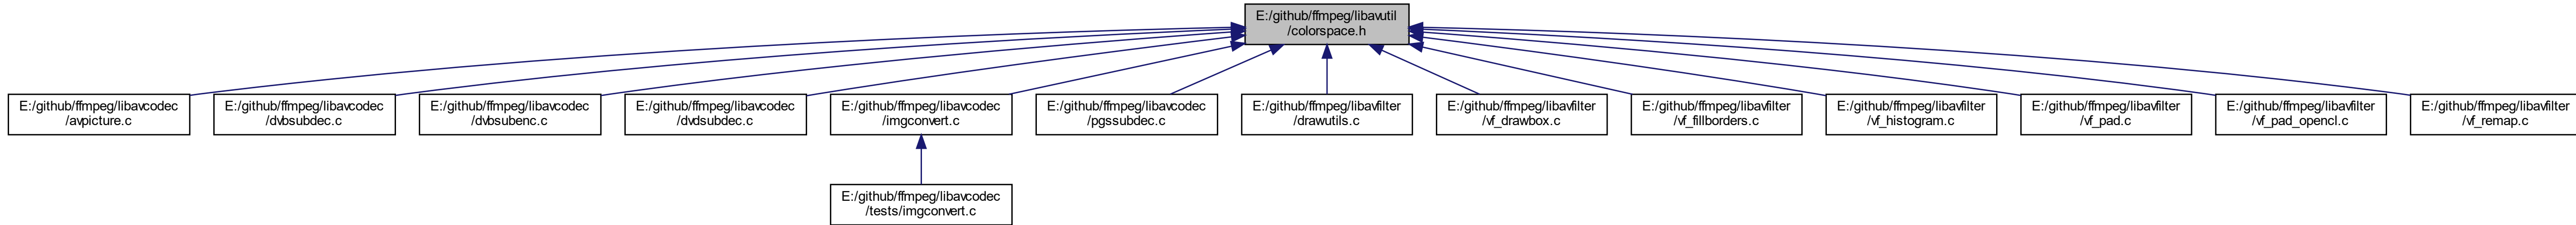 E:/github/ffmpeg/libavutil
/colorspace.h
E:/github/ffmpeg/libavcodec
/avpicture.c
E:/github/ffmpeg/libavcodec
/dvbsubdec.c
E:/github/ffmpeg/libavcodec
/dvbsubenc.c
E:/github/ffmpeg/libavcodec
/dvdsubdec.c
E:/github/ffmpeg/libavcodec
/imgconvert.c
E:/github/ffmpeg/libavcodec
/pgssubdec.c
E:/github/ffmpeg/libavfilter
/drawutils.c
E:/github/ffmpeg/libavfilter
/vf_drawbox.c
E:/github/ffmpeg/libavfilter
/vf_fillborders.c
E:/github/ffmpeg/libavfilter
/vf_histogram.c
E:/github/ffmpeg/libavfilter
/vf_pad.c
E:/github/ffmpeg/libavfilter
/vf_pad_opencl.c
E:/github/ffmpeg/libavfilter
/vf_remap.c
E:/github/ffmpeg/libavcodec
/tests/imgconvert.c